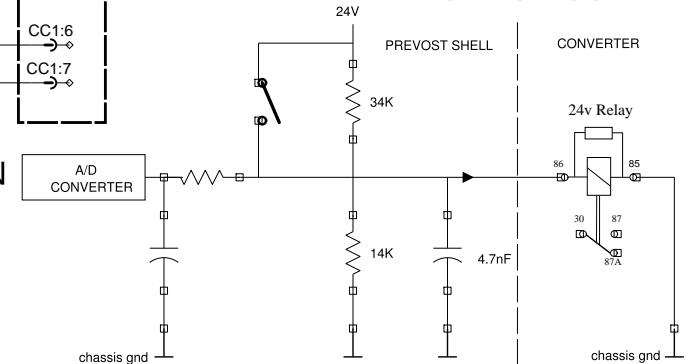 CC1:6
CC1:7
24V
PREVOST SHELL
CONVERTER
34K
24v Relay
A/D
CONVERTER
86
85
30
87
87A
14K
4.7nF
chassis gnd
chassis gnd